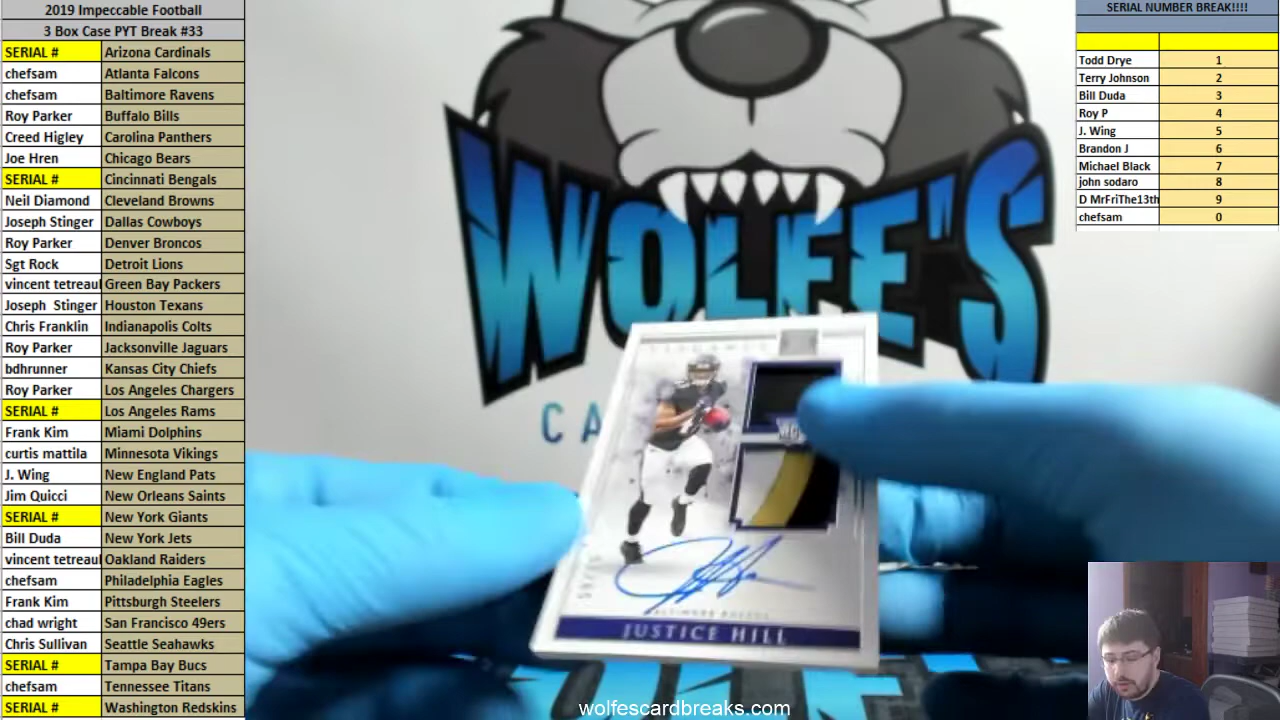 2019 Impeccable Football
3 Box Case PYT Break #33
SERIAL # Arizona Cardinals
chefsam Atlanta Falcons
chefsam Baltimore Ravens
Roy Parker Buffalo Bills
Creed Higley Carolina Panthers
Joe Hren Chicago Bears
SERIAL # Cincinnati Bengals
Neil Diamond Cleveland Browns
Joseph Stinger Dallas Cowboys
Roy Parker Denver Broncos
Sgt Rock Detroit Lions
vincent tetreaul Green Bay Packers
Joseph Stinger Houston Texans
Chris Franklin Indianapolis Colts
Roy Parker Jacksonville Jaguars
bdhrunner Kansas City Chiefs
Roy Parker Los Angeles Chargers
SERIAL # Los Angeles Rams
Frank Kim Miami Dolphins
curtis mattila Minnesota Vikings
J. Wing New England Pats
Jim Quicci New Orleans Saints
SERIAL # New York Giants
Bill Duda New York Jets
vincent tetreaul Oakland Raiders
chefsam Philadelphia Eagles
Frank Kim Pittsburgh Steelers
chad wright San Francisco 49ers
Chris Sullivan Seattle Seahawks
SERIAL # Tampa Bay Bucs
chefsam Tennessee Titans
SERIAL # Washington Redskins
WOLFE'S
CA
JUSTICE HILL
wolfescardbreaks.com
SERIAL NUMBER BREAK!!!!
Todd Drye 1
Terry Johnson 2
Bill Duda 3
Roy P 4
J. Wing 5
Brandon J 6
Michael Black 7
john sodaro 8
D MrFriThe13th 9
chefsam 0